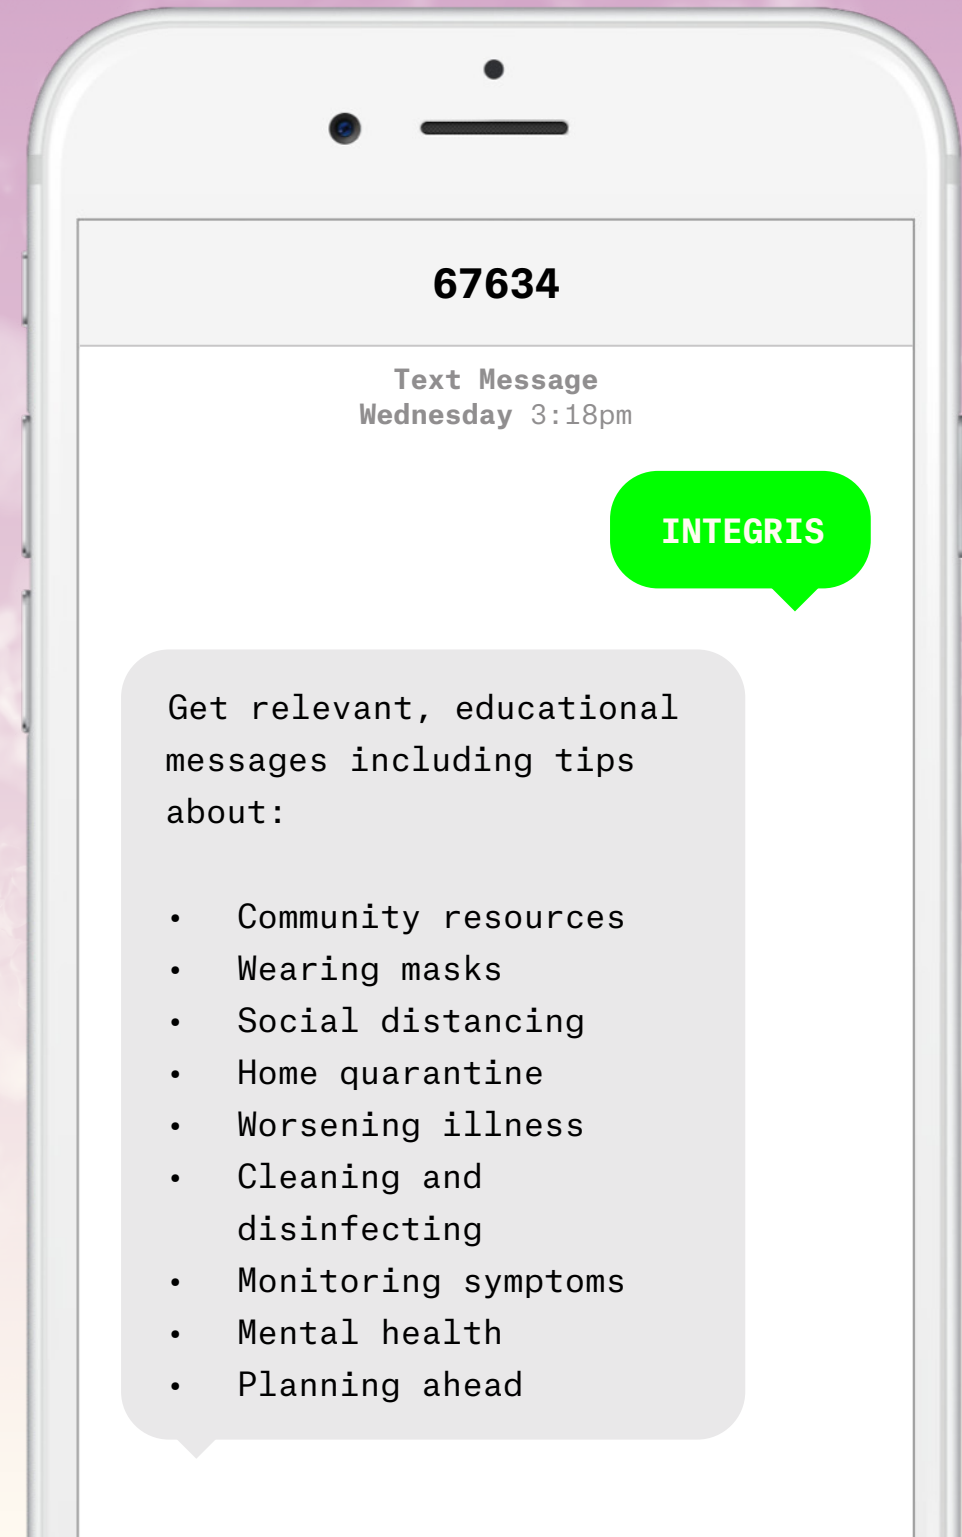 67634
Text Message
Wednesday 3:18pm
INTEGRIS
Get relevant, educational
messages including tips
about:
• Community resources
• Wearing masks
• Social distancing
• Home quarantine
• Worsening illness
• Cleaning and
disinfecting
• Monitoring symptoms
• Mental health
• Planning ahead